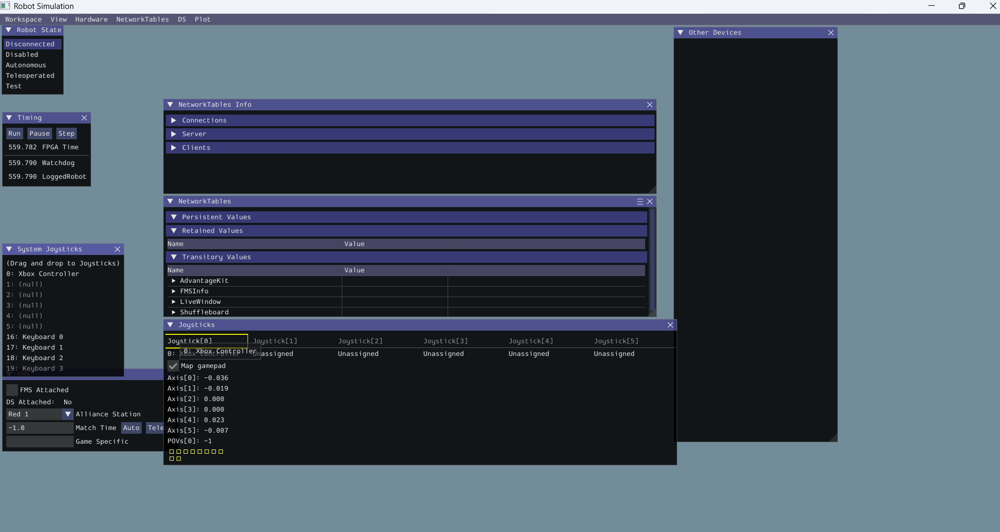 Robot Simulation
Workspace View Hardware NetworkTables DS Plot
Robot State
Disconnected
Disabled
Autonomous
Teleoperated
Test
Timing
Run Pause Step
559.782 FPGA Time
559.790 Watchdog
559.790 LoggedRobot
System Joysticks
(Drag and drop to Joysticks)
0: Xbox Controller
1: (null)
2: (null)
3: (null)
4: (null)
5: (null)
16: Keyboard 0
17: Keyboard 1
18: Keyboard 2
19: Keyboard 3
FMS
FMS Attached
DS Attached: No
Red 1 Alliance Station
-1.0 Match Time Auto Tele
Game Specific
NetworkTables Info
Connections
Server
Clients
NetworkTables
Persistent Values
Retained Values
Name Value
Transitory Values
Name Value
AdvantageKit
FMSInfo
LiveWindow
Shuffleboard
Joysticks
Joystick[0] Joystick[1] Joystick[2] Joystick[3] Joystick[4] Joystick[5]
0: Xbox Controller Unassigned Unassigned Unassigned Unassigned Unassigned
0: Xbox Controller
Map gamepad
Axis[0]: -0.036
Axis[1]: -0.019
Axis[2]: 0.000
Axis[3]: 0.000
Axis[4]: 0.023
Axis[5]: -0.007
POVs[0]: -1
Other Devices